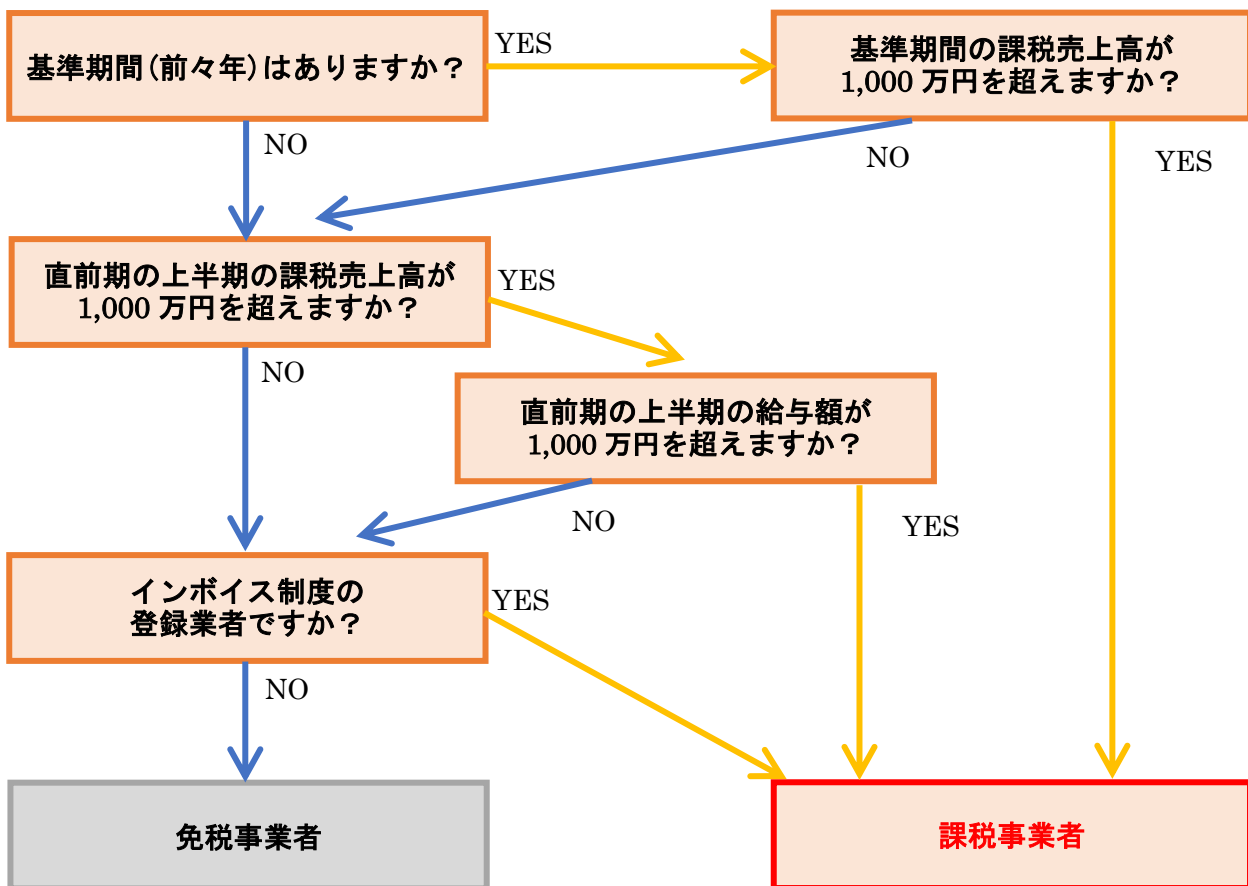 基準期間(前々年)はありますか？
YES
基準期間の課税売上高が
1,000 万円を超えますか？
NO
NO
YES
直前期の上半期の課税売上高が
1,000 万円を超えますか？
YES
NO
直前期の上半期の給与額が
1,000 万円を超えますか？
NO
YES
インボイス制度の
登録業者ですか？
YES
NO
免税事業者
課税事業者